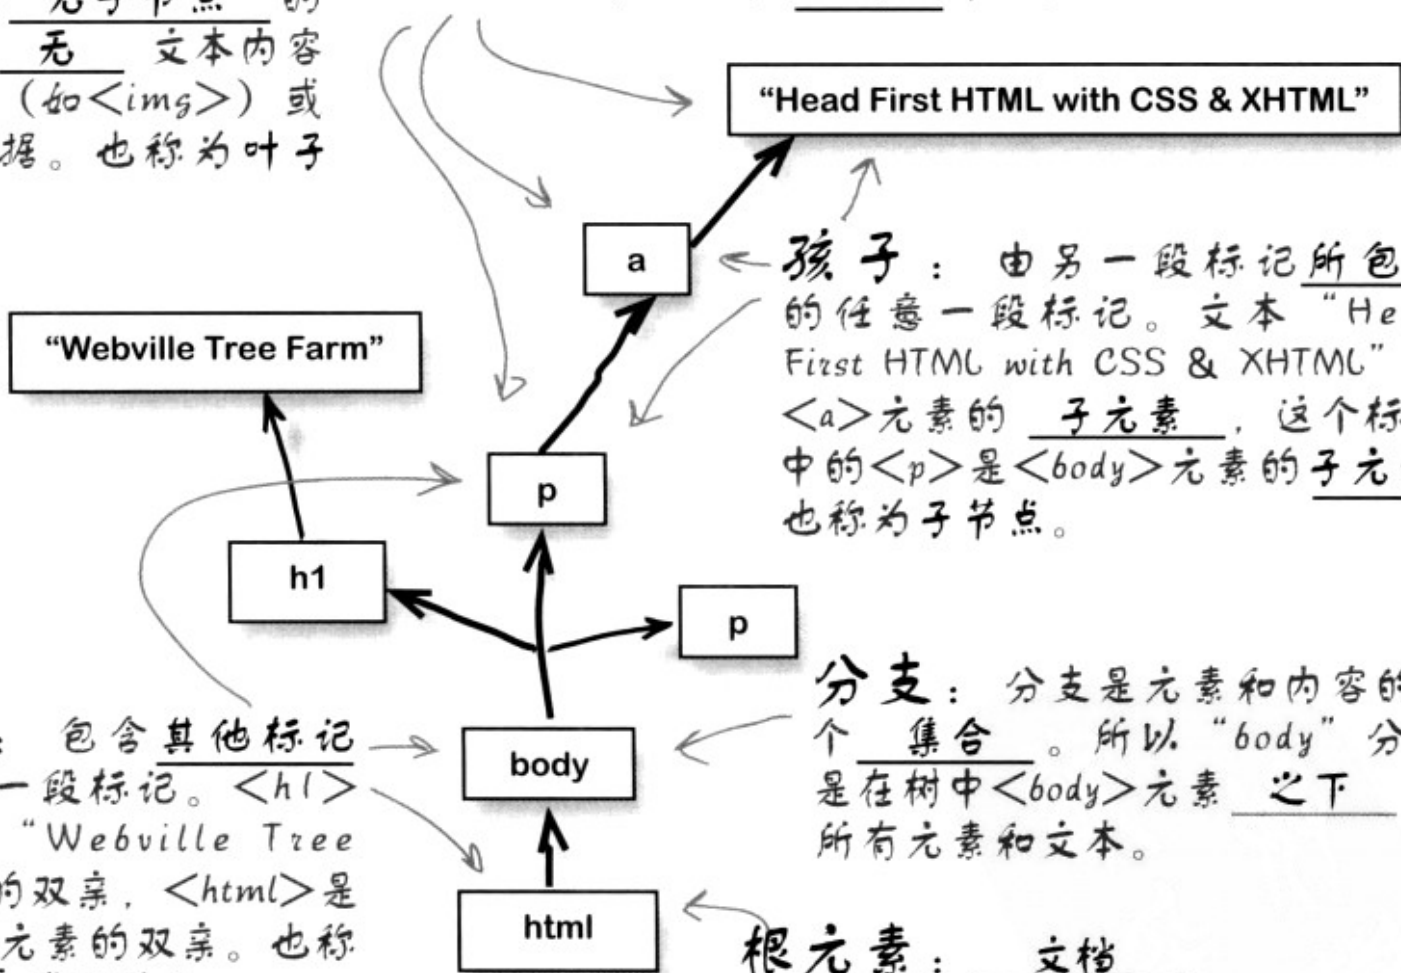 元子节点 的
无 文本内容
(如<img>) 或
据。也称为叶子
“Head First HTML with CSS & XHTML”
a
孩子: 由另一段标记所包
的任意一段标记。文本 “He
First HTML with CSS & XHTML”
<a>元素的 子元素 , 这个标
中的<p>是<body>元素的子元
也称为子节点。
“Webville Tree Farm”
p
h1
p
分支: 分支是元素和内容的
个 集合 。所以 “body” 分
是在树中<body>元素 之下
所有元素和文本。
: 包含其他标记
一段标记。<h1>
“Webville Tree
的双亲, <html>是
元素的双亲。也称
body
html
根元素: 文档